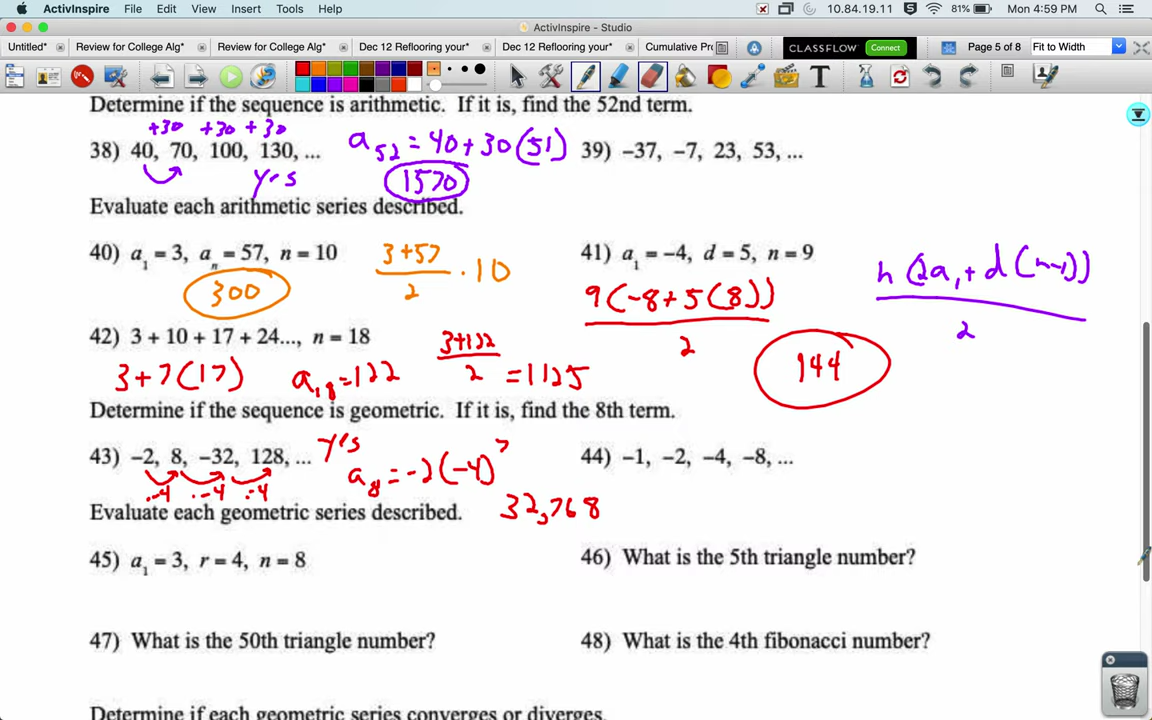 ActivInspire File Edit View Insert Tools Help 10.84.19.11 S 81% Mon 4:59 PM
ActivInspire - Studio
Untitled* Review for College Alg* Review for College Alg* Dec 12 Reflooring your* Dec 12 Reflooring your* Cumulative Pr CLASSFLOW Connect Page 5 of 8 Fit to Width
Determine if the sequence is arithmetic. If it is, find the 52nd term.
+30 +30 +30
38) 40, 70, 100, 130, ... a52 = 40+30(51) 39) −37, −7, 23, 53, ...
yes 1570
Evaluate each arithmetic series described.
40) a1 = 3, an = 57, n = 10 3+57/2 · 10 41) a1 = −4, d = 5, n = 9 n(2a1+d(n-1))/2
300 9(-8+5(8))/2
42) 3 + 10 + 17 + 24..., n = 18 3+122/2 = 1125 144
3+7(17) a18=122
Determine if the sequence is geometric. If it is, find the 8th term.
43) −2, 8, −32, 128, ... yes a8 = -2(-4)^7 44) −1, −2, −4, −8, ...
·-4 ·-4 ·-4
Evaluate each geometric series described. 32,768
45) a1 = 3, r = 4, n = 8 46) What is the 5th triangle number?
47) What is the 50th triangle number? 48) What is the 4th fibonacci number?
Determine if each geometric series converges or diverges.